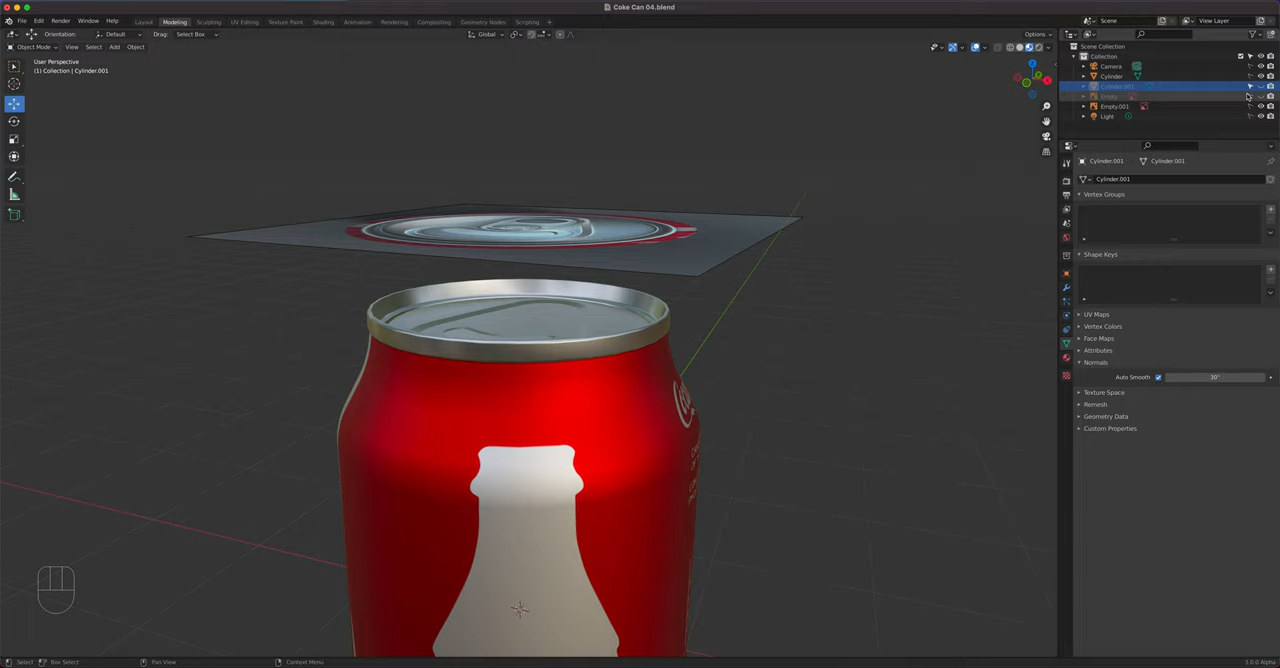 Coke Can 04.blend
File Edit Render Window Help Layout Modeling Sculpting UV Editing Texture Paint Shading Animation Rendering Compositing Geometry Nodes Scripting + Scene View Layer
Orientation: Default Drag: Select Box Global Options
Object Mode View Select Add Object
User Perspective
(1) Collection | Cylinder.001
Scene Collection
Collection
Camera
Cylinder
Cylinder.001
Empty
Empty.001
Light
Cylinder.001 Cylinder.001
Cylinder.001
Vertex Groups
Shape Keys
UV Maps
Vertex Colors
Face Maps
Attributes
Normals
Auto Smooth 30°
Texture Space
Remesh
Geometry Data
Custom Properties
Select Box Select Pan View Context Menu 3.0.0 Alpha